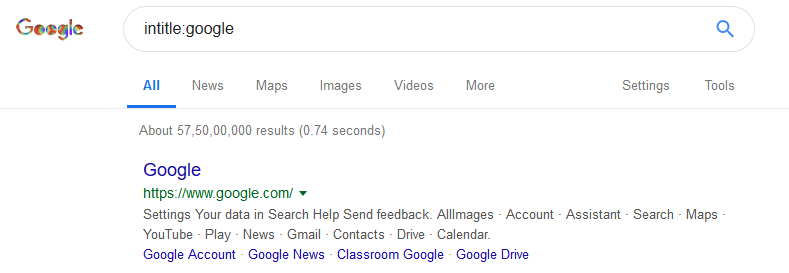 Google
intitle:google
All News Maps Images Videos More Settings Tools
About 57,50,00,000 results (0.74 seconds)
Google
https://www.google.com/
Settings Your data in Search Help Send feedback. AllImages · Account · Assistant · Search · Maps ·
YouTube · Play · News · Gmail · Contacts · Drive · Calendar.
Google Account · Google News · Classroom Google · Google Drive